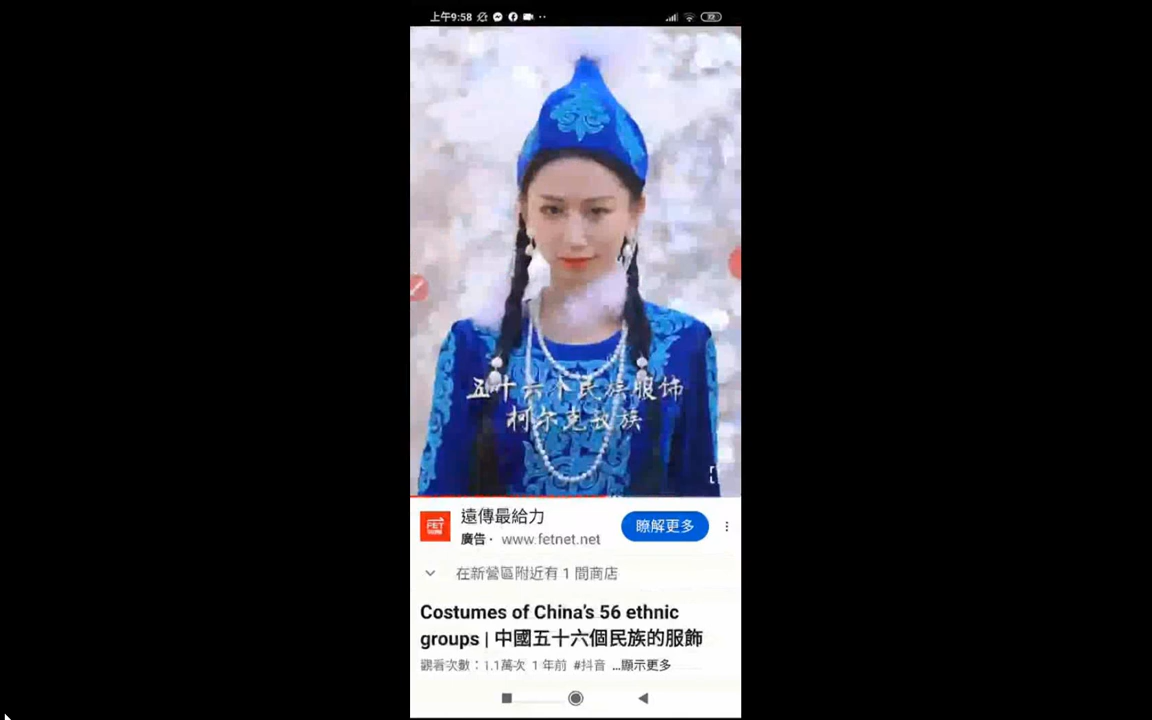 上午9:58
五十六个民族服饰
柯尔克孜族
遠傳最給力
瞭解更多
廣告· www.fetnet.net
在新營區附近有 1 間商店
Costumes of China's 56 ethnic
groups | 中國五十六個民族的服飾
觀看次數：1.1萬次 1 年前 #抖音 ...顯示更多